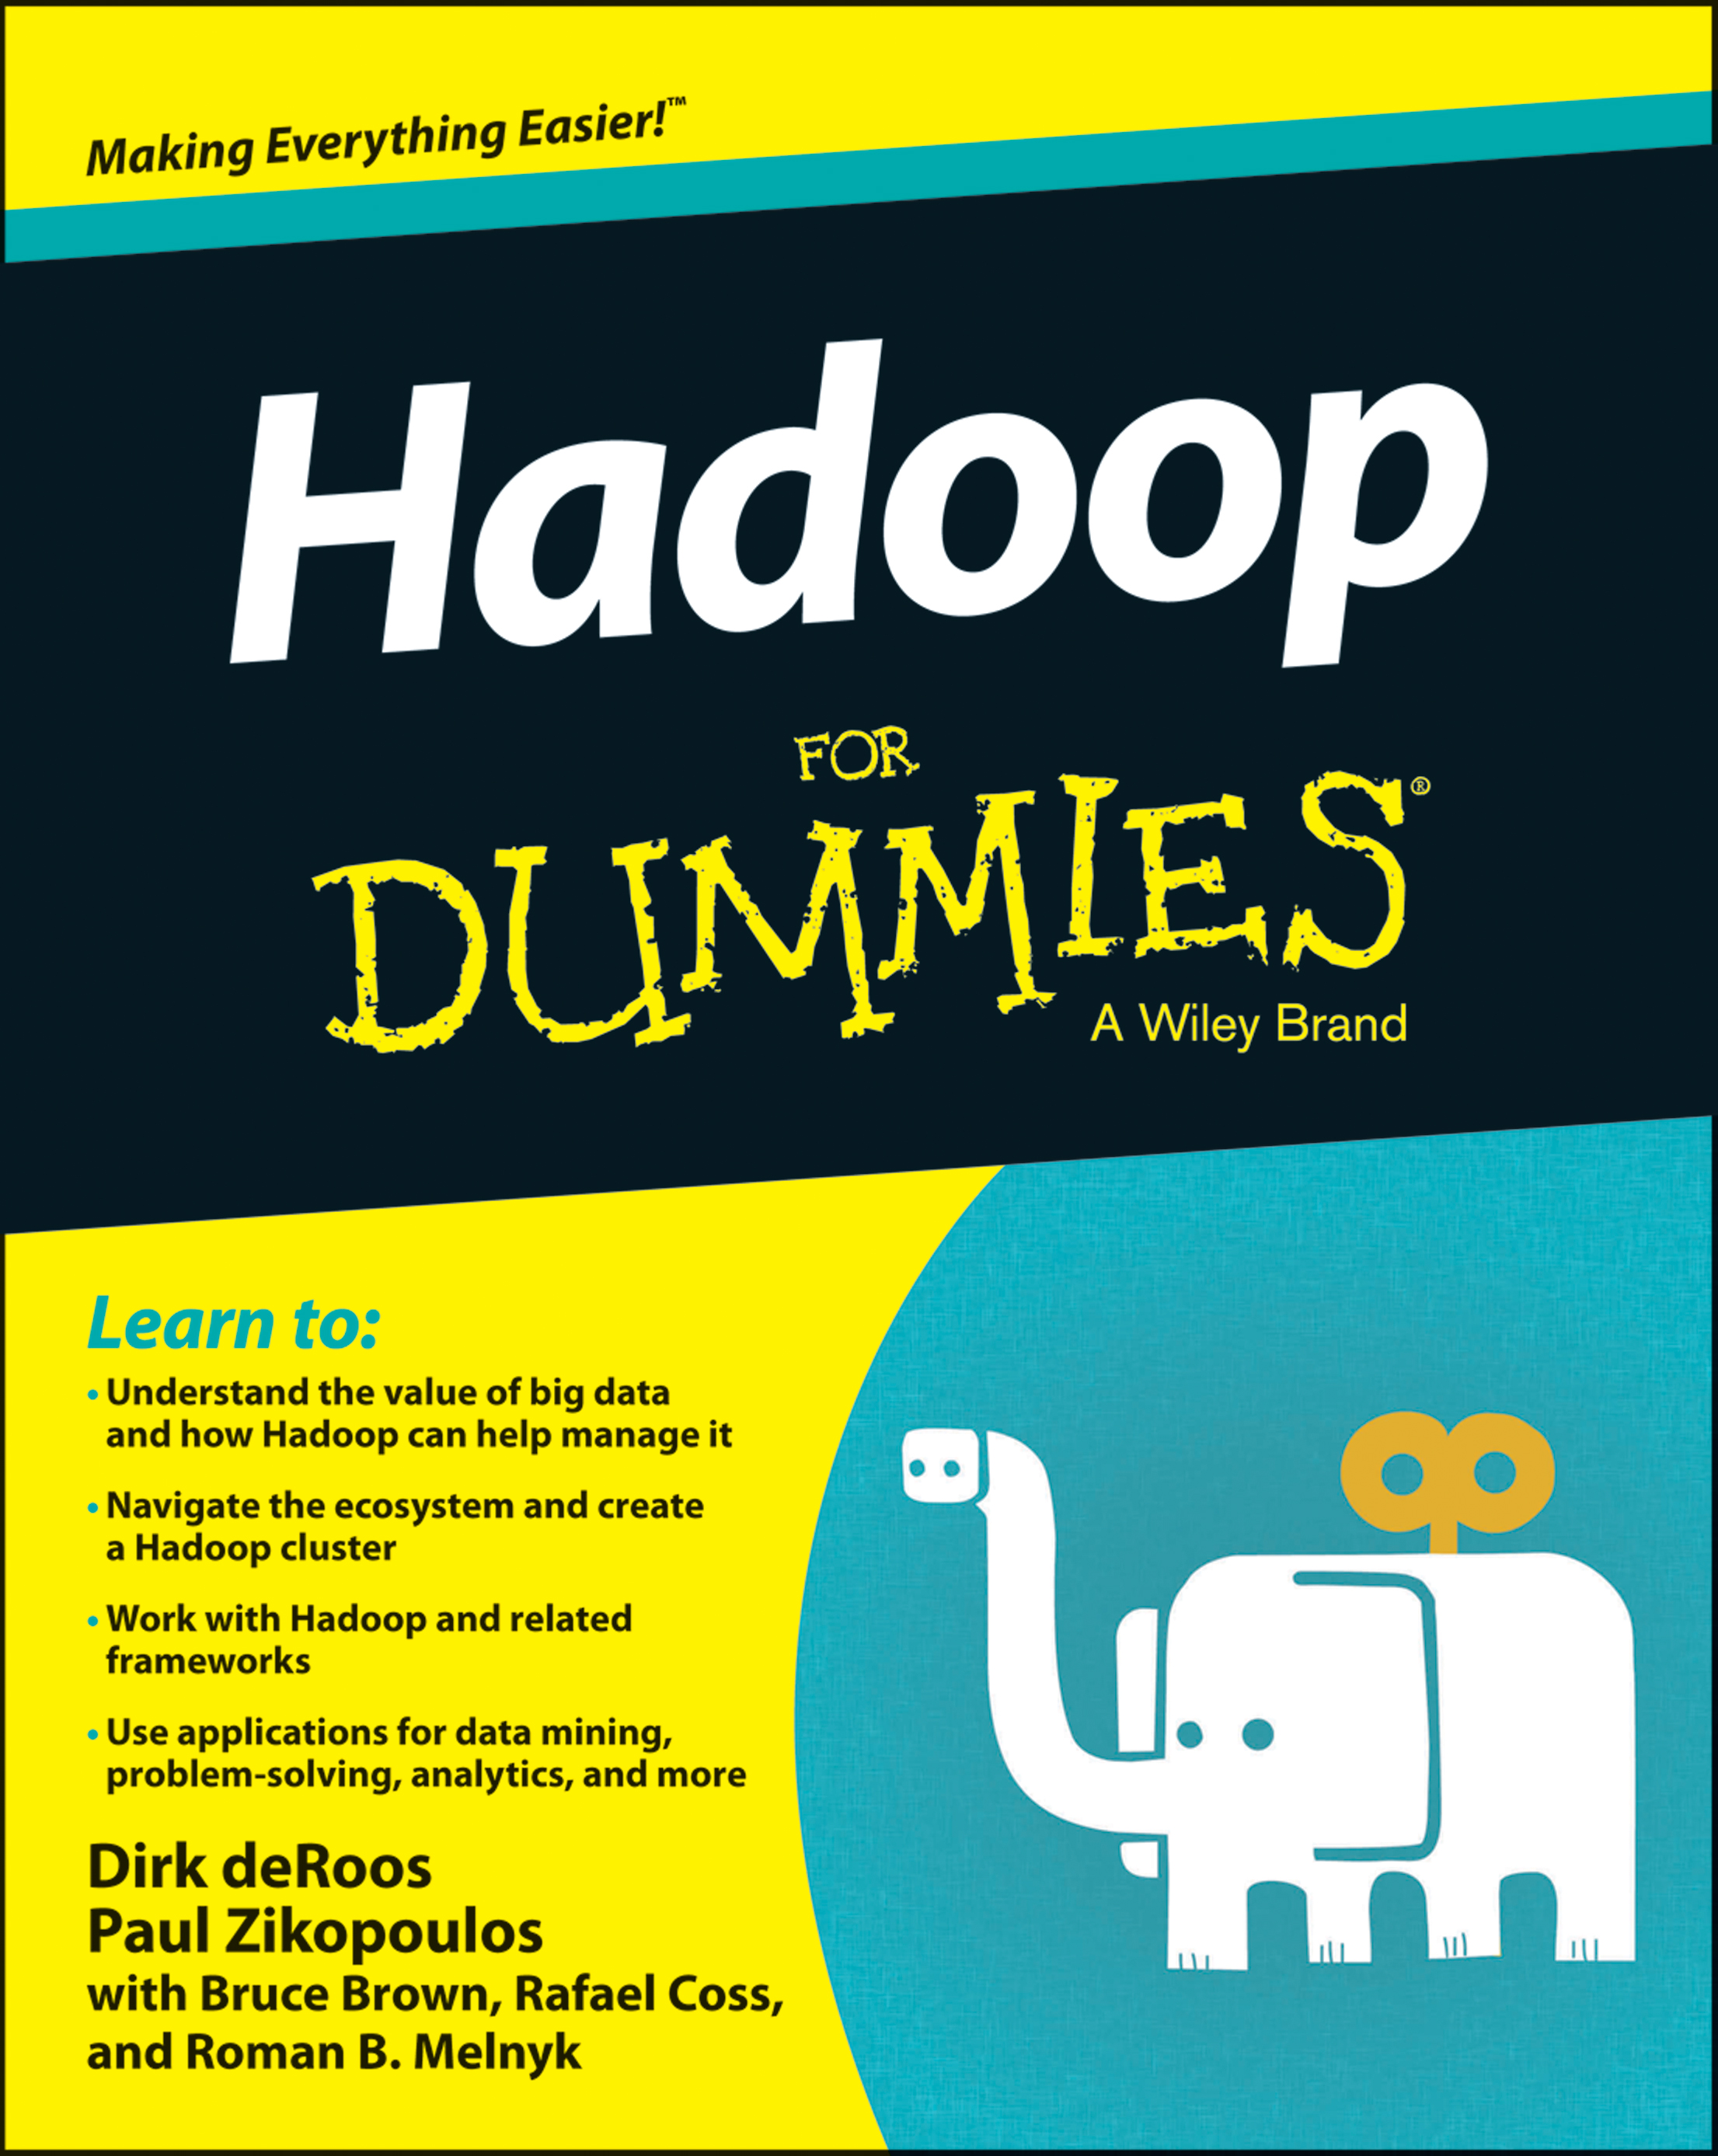 Making Everything Easier!™
Hadoop
FOR
DUMMIES®
A Wiley Brand
Learn to:
• Understand the value of big data
and how Hadoop can help manage it
• Navigate the ecosystem and create
a Hadoop cluster
• Work with Hadoop and related
frameworks
• Use applications for data mining,
problem-solving, analytics, and more
Dirk deRoos
Paul Zikopoulos
with Bruce Brown, Rafael Coss,
and Roman B. Melnyk